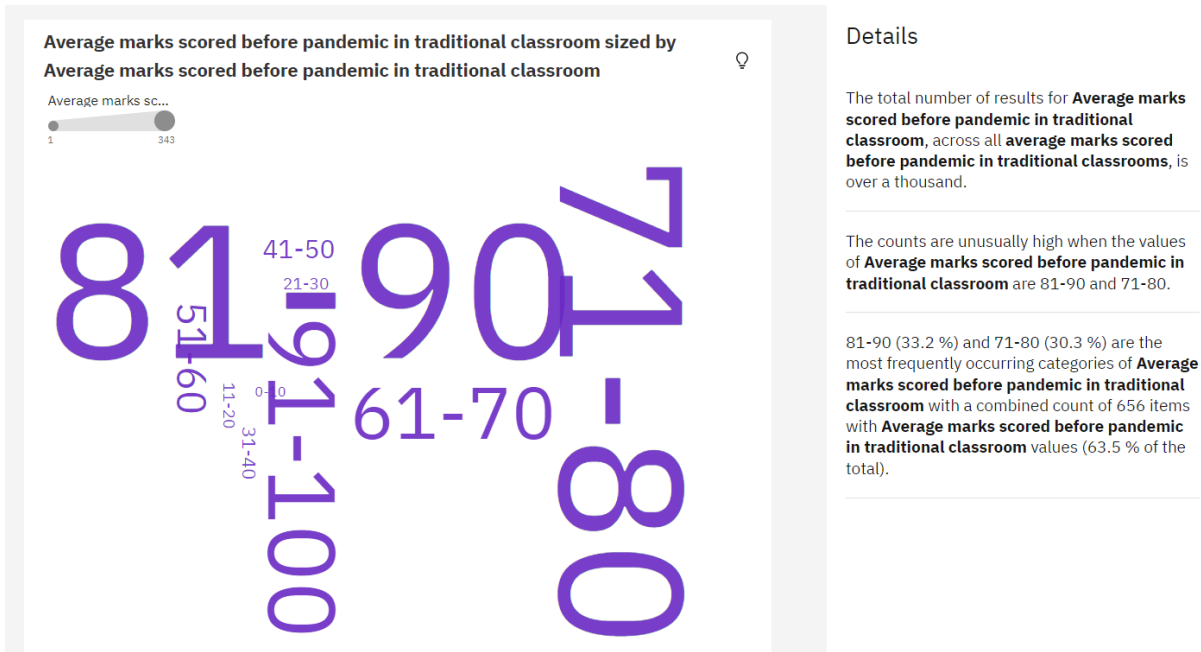 Average marks scored before pandemic in traditional classroom sized by
Average marks scored before pandemic in traditional classroom
Average marks sc...
1
343
81-90
71-80
41-50
21-30
51-60
91-100
11-20
0-10
61-70
31-40
Details
The total number of results for Average marks
scored before pandemic in traditional
classroom, across all average marks scored
before pandemic in traditional classrooms, is
over a thousand.
The counts are unusually high when the values
of Average marks scored before pandemic in
traditional classroom are 81-90 and 71-80.
81-90 (33.2 %) and 71-80 (30.3 %) are the
most frequently occurring categories of Average
marks scored before pandemic in traditional
classroom with a combined count of 656 items
with Average marks scored before pandemic
in traditional classroom values (63.5 % of the
total).